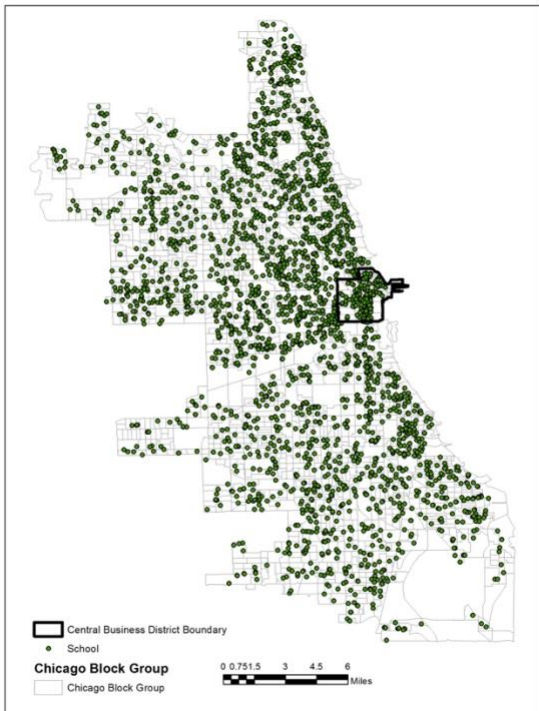 Central Business District Boundary
School
Chicago Block Group
Chicago Block Group
0 0.751.5 3 4.5 6
Miles